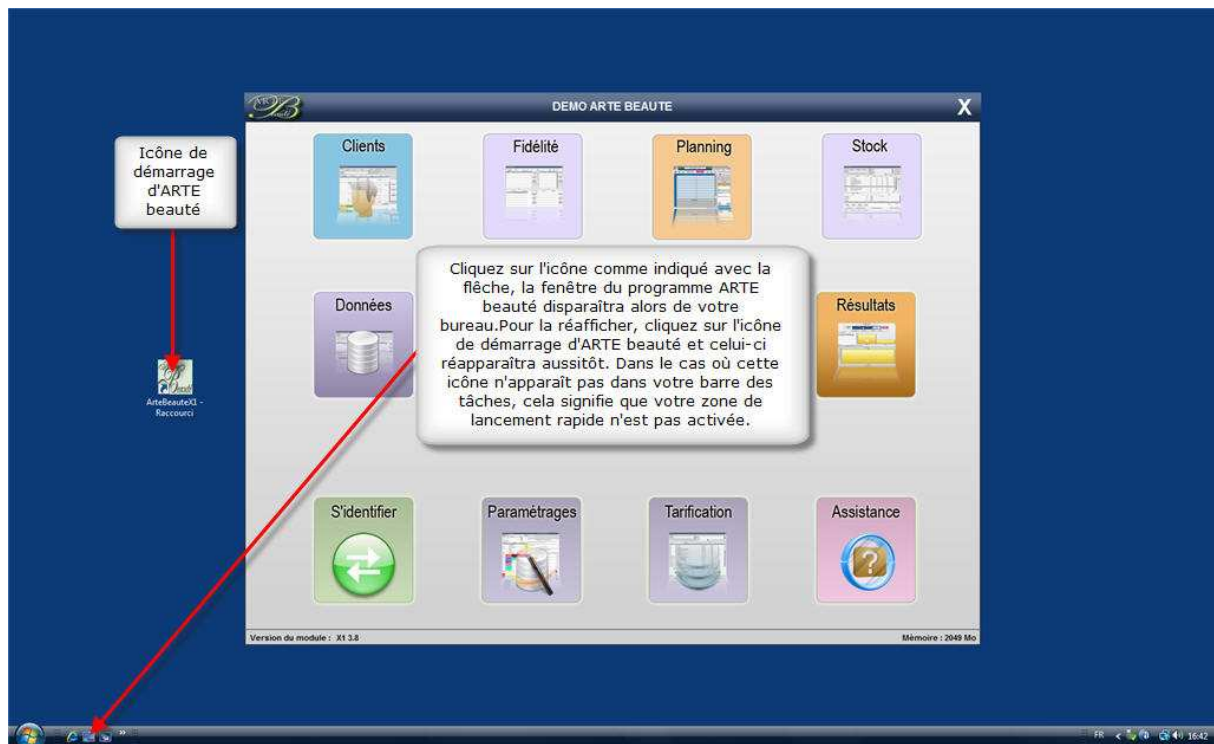 DEMO ARTE BEAUTE
X
Icône de
démarrage
d'ARTE
beauté
Clients
Fidélité
Planning
Stock
Cliquez sur l'icône comme indiqué avec la
flêche, la fenêtre du programme ARTE
beauté disparaîtra alors de votre
bureau.Pour la réafficher, cliquez sur l'icône
de démarrage d'ARTE beauté et celui-ci
réapparaîtra aussitôt. Dans le cas où cette
icône n'apparaît pas dans votre barre des
tâches, cela signifie que votre zone de
lancement rapide n'est pas activée.
Données
Résultats
ArteBeauteX1 -
Raccourci
S'identifier
Paramétrages
Tarification
Assistance
Version du module : X1 3.8
Mémoire : 2049 Mo
FR
16:42